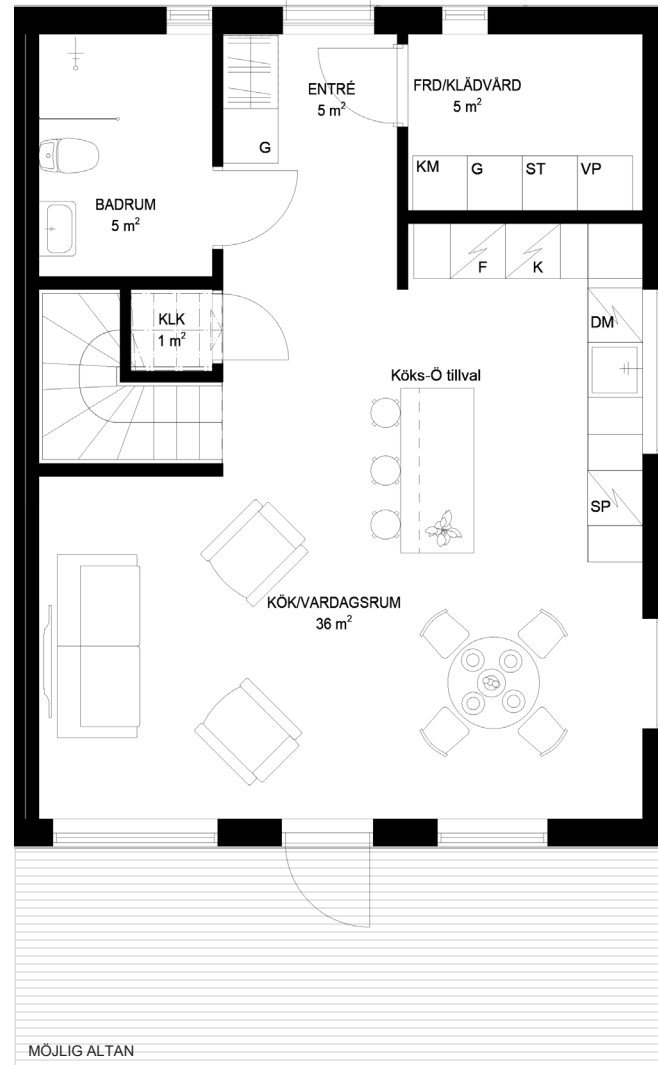 ENTRÉ
5 m²
FRD/KLÄDVÅRD
5 m²
G
KM G ST VP
BADRUM
5 m²
F K
KLK
1 m²
DM
Köks-Ö tillval
SP
KÖK/VARDAGSRUM
36 m²
MÖJLIG ALTAN